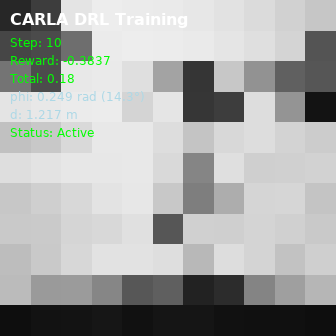 CARLA DRL Training
Step: 10
Reward: -0.3837
Total: 0.18
phi: 0.249 rad (14.3°)
d: 1.217 m
Status: Active